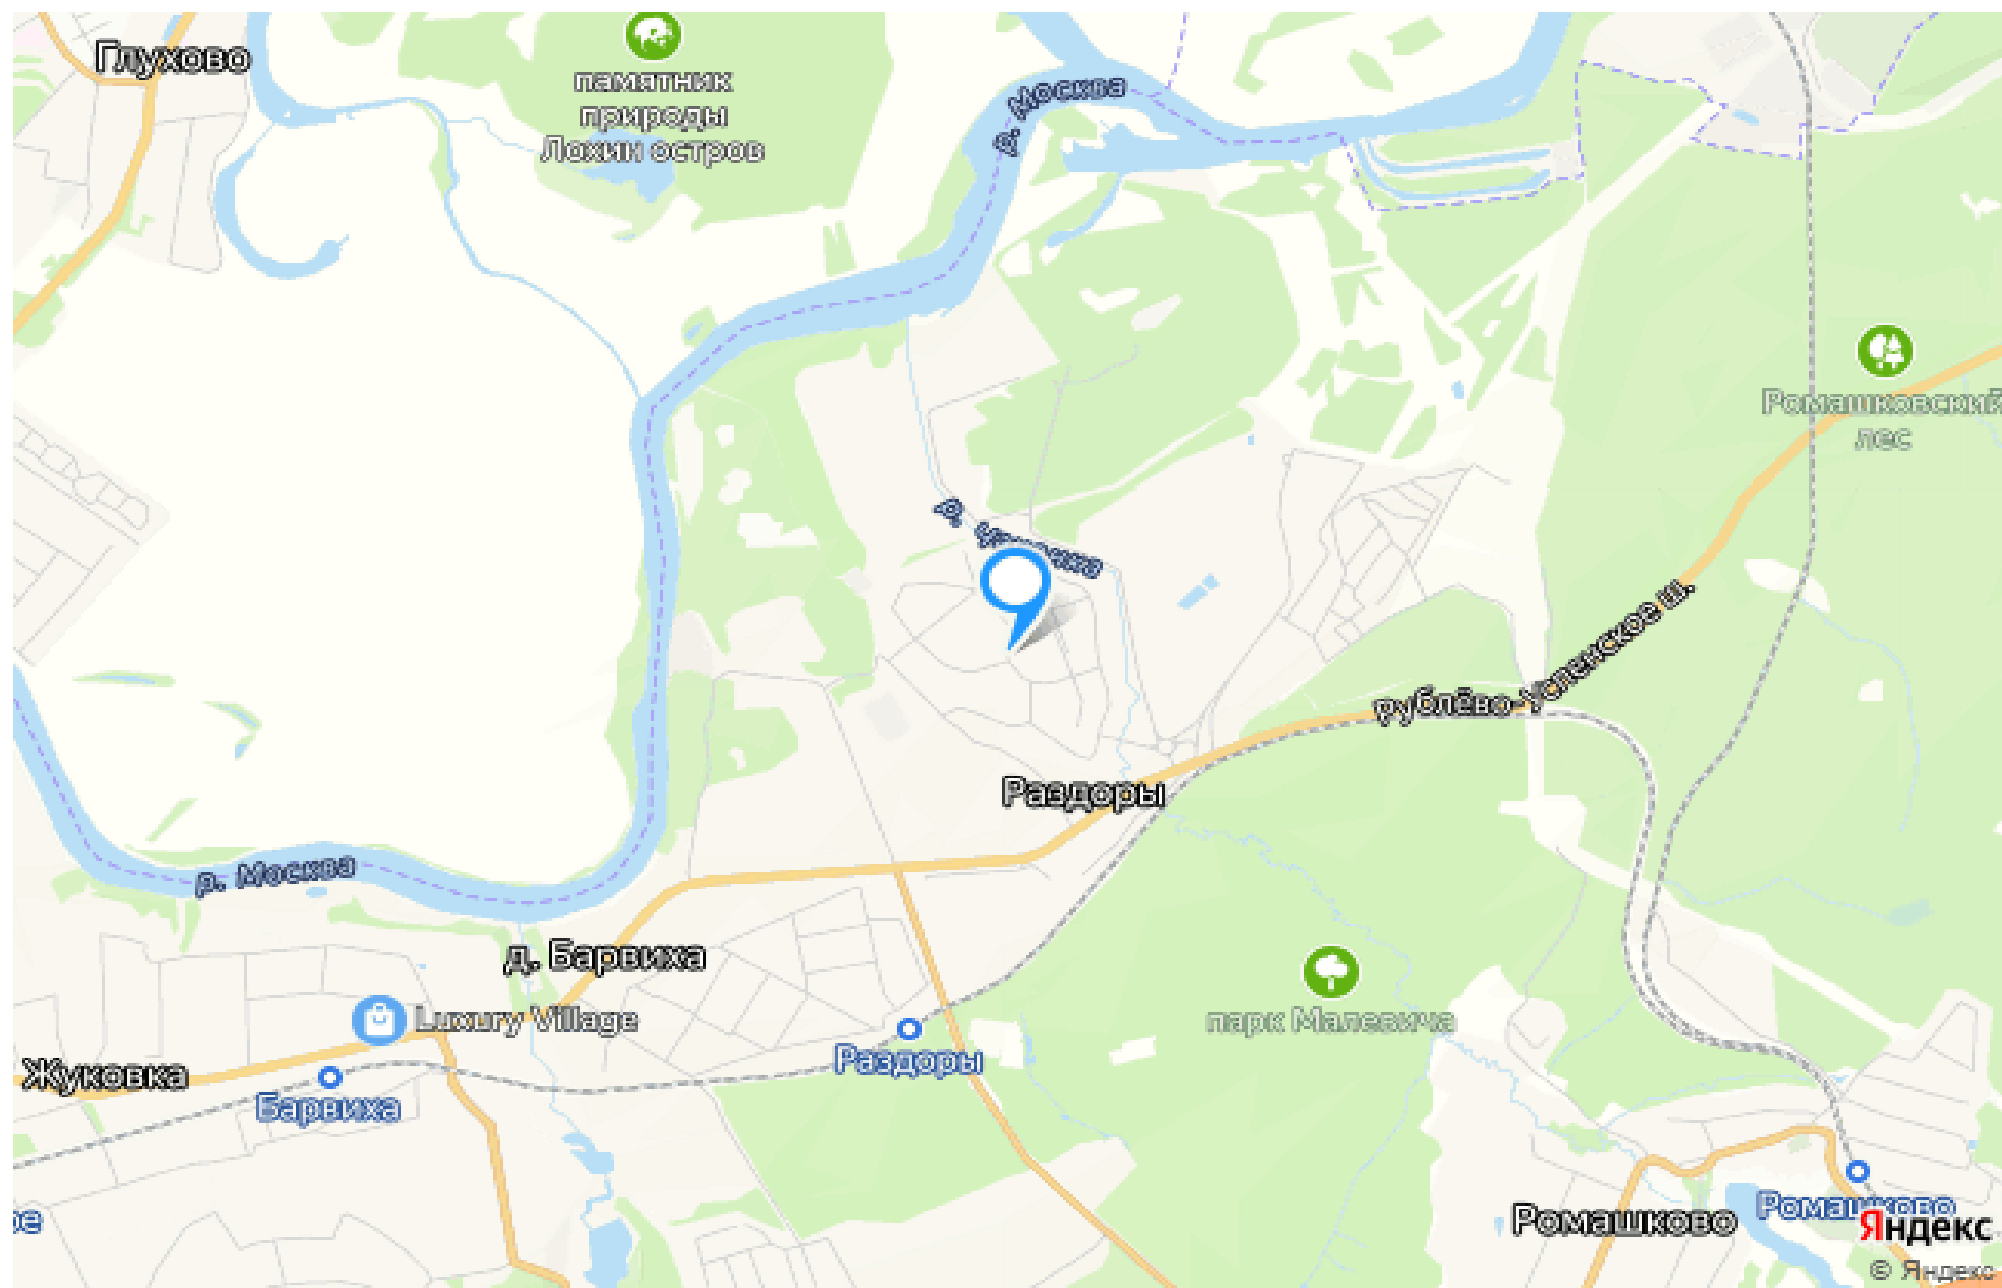 Глухово
памятник
природы
Лохин остров
р. Москва
Ромашковский
лес
р.
Рублёво-Успенское ш.
Раздоры
р. Москва
д. Барвиха
Luxury Village
парк Малевича
Жуковка
Раздоры
Барвиха
Ромашково
Ромашково
Яндекс
© Яндекс